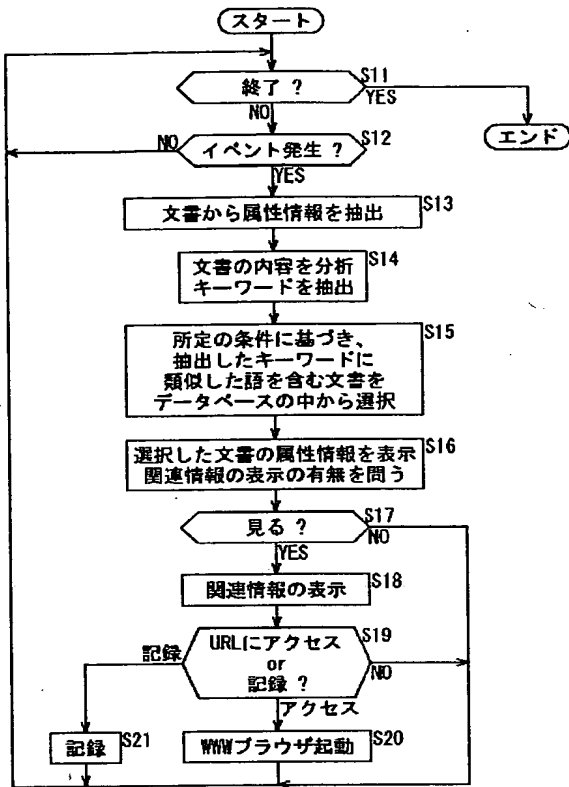 スタート
終了 ?
S11
YES
NO
エンド
イベント発生 ?
S12
NO
YES
文書から属性情報を抽出
S13
文書の内容を分析
キーワードを抽出
S14
所定の条件に基づき、
抽出したキーワードに
類似した語を含む文書を
データベースの中から選択
S15
選択した文書の属性情報を表示
関連情報の表示の有無を問う
S16
見る ?
S17
NO
YES
関連情報の表示
S18
URLにアクセス
or
記録 ?
S19
記録
NO
アクセス
記録
S21
WWWブラウザ起動
S20